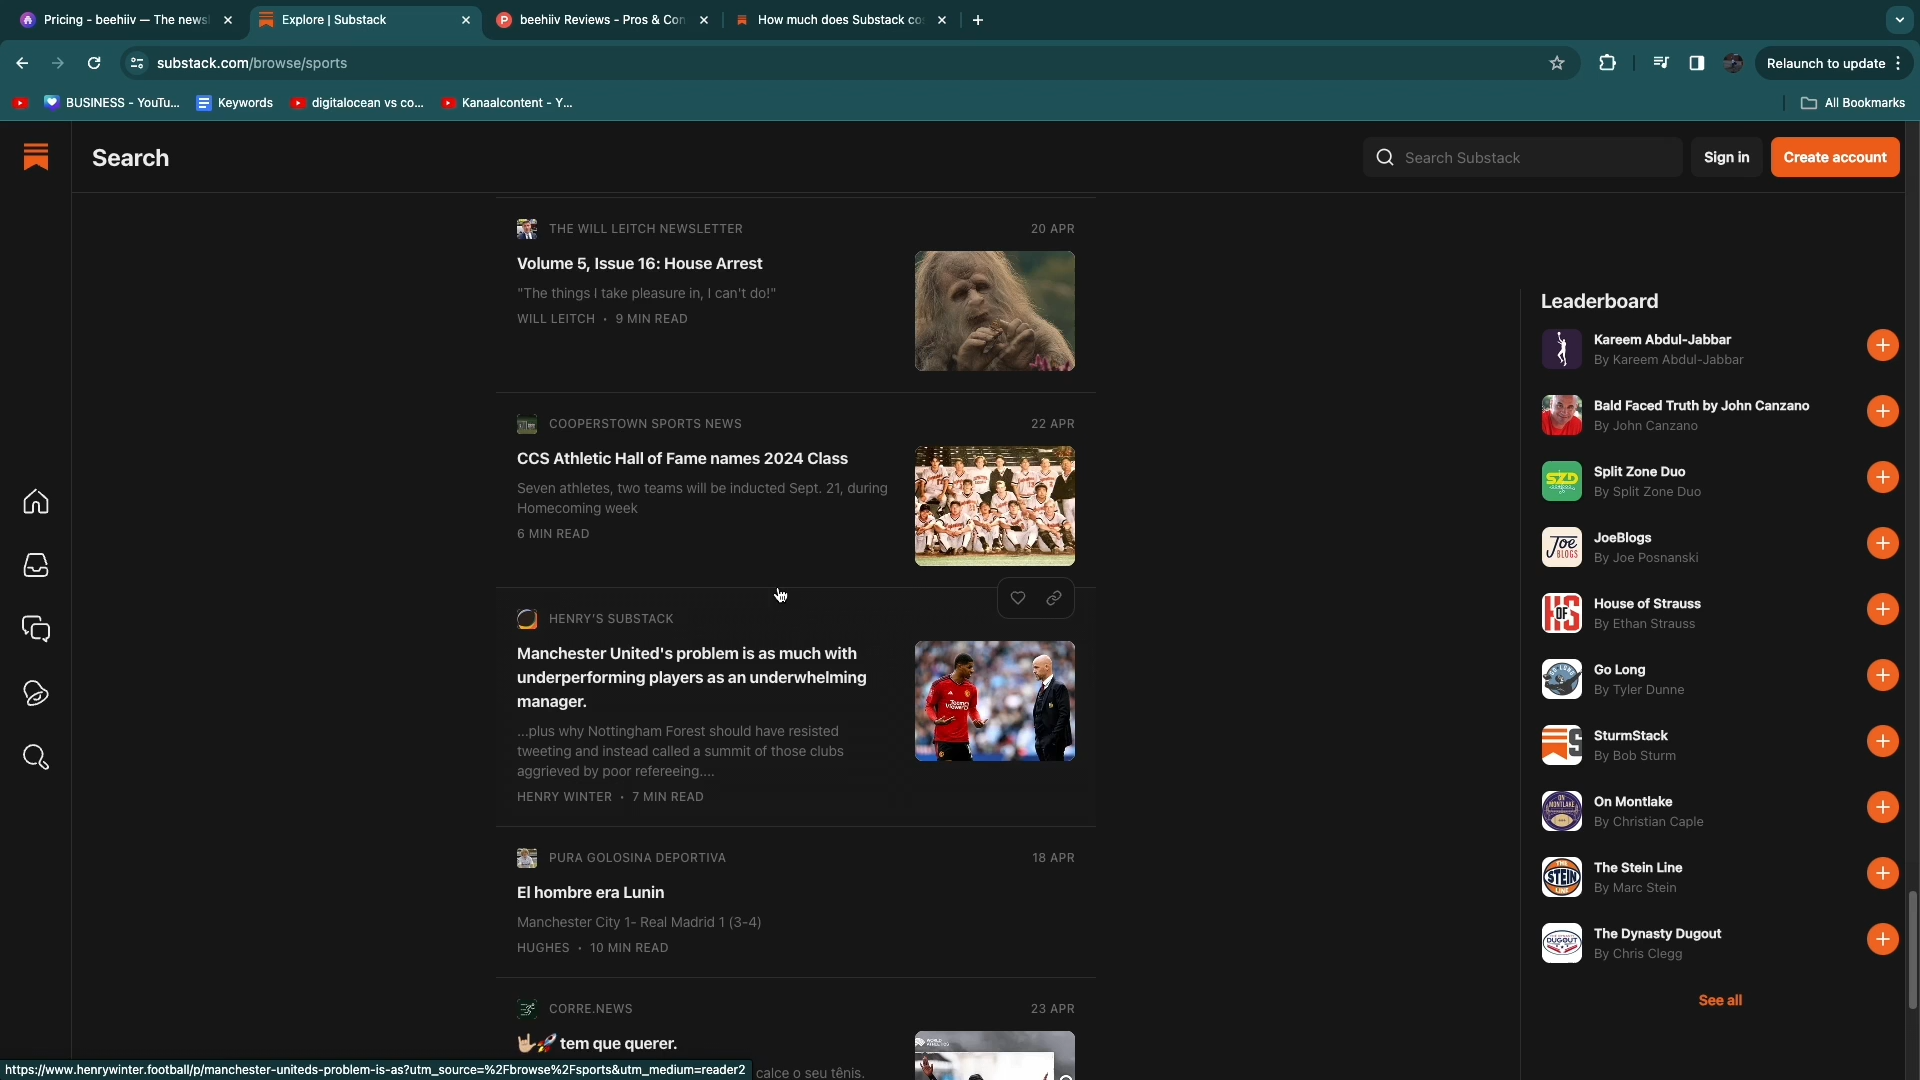 Pricing - beehiiv — The news
Explore | Substack
beehiiv Reviews - Pros & Con
How much does Substack co
substack.com/browse/sports
Relaunch to update
BUSINESS - YouTu...
Keywords
digitalocean vs co...
Kanaalcontent - Y...
All Bookmarks
Search
Search Substack
Sign in
Create account
THE WILL LEITCH NEWSLETTER
20 APR
Volume 5, Issue 16: House Arrest
"The things I take pleasure in, I can't do!"
WILL LEITCH • 9 MIN READ
COOPERSTOWN SPORTS NEWS
22 APR
CCS Athletic Hall of Fame names 2024 Class
Seven athletes, two teams will be inducted Sept. 21, during
Homecoming week
6 MIN READ
HENRY'S SUBSTACK
Manchester United's problem is as much with
underperforming players as an underwhelming
manager.
...plus why Nottingham Forest should have resisted
tweeting and instead called a summit of those clubs
aggrieved by poor refereeing....
HENRY WINTER • 7 MIN READ
PURA GOLOSINA DEPORTIVA
18 APR
El hombre era Lunin
Manchester City 1- Real Madrid 1 (3-4)
HUGHES • 10 MIN READ
CORRE.NEWS
23 APR
🤟🏼🚀 tem que querer.
calce o seu tênis.
https://www.henrywinter.football/p/manchester-uniteds-problem-is-as?utm_source=%2Fbrowse%2Fsports&utm_medium=reader2
Leaderboard
Kareem Abdul-Jabbar
By Kareem Abdul-Jabbar
Bald Faced Truth by John Canzano
By John Canzano
SZD
Split Zone Duo
By Split Zone Duo
Joe
BLOGS
JoeBlogs
By Joe Posnanski
H OF S
House of Strauss
By Ethan Strauss
Go Long
By Tyler Dunne
SturmStack
By Bob Sturm
On Montlake
By Christian Caple
STEIN
The Stein Line
By Marc Stein
DUGOUT
The Dynasty Dugout
By Chris Clegg
See all